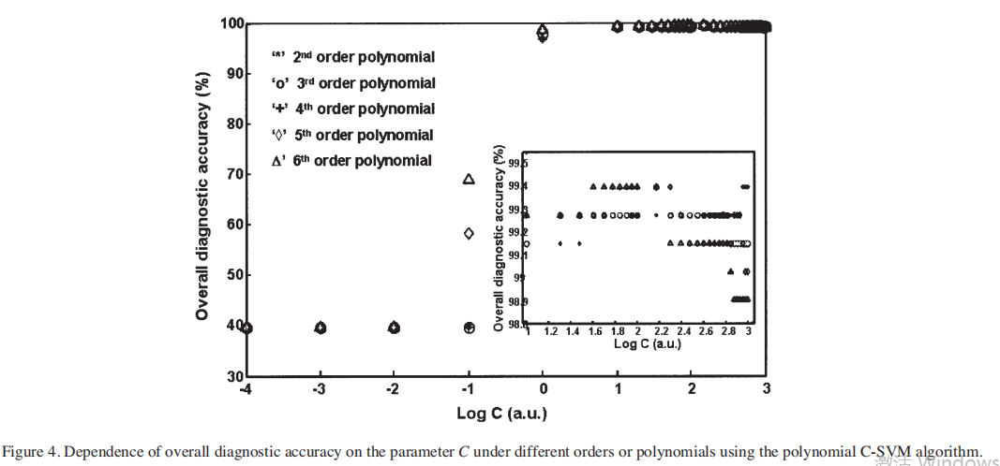 100
90
80
70
60
50
40
30
Overall diagnostic accuracy (%)
'*' 2nd order polynomial
'o' 3rd order polynomial
'+' 4th order polynomial
'◇' 5th order polynomial
△' 6th order polynomial
99.5
99.4
99.3
99.2
99.1
99
98.9
Overall diagnostic accuracy (%)
1 1.2 1.4 1.6 1.8 2 2.2 2.4 2.6 2.8 3
Log C (a.u.)
-4 -3 -2 -1 0 1 2 3
Log C (a.u.)
Figure 4. Dependence of overall diagnostic accuracy on the parameter C under different orders or polynomials using the polynomial C-SVM algorithm.
激活 Windows